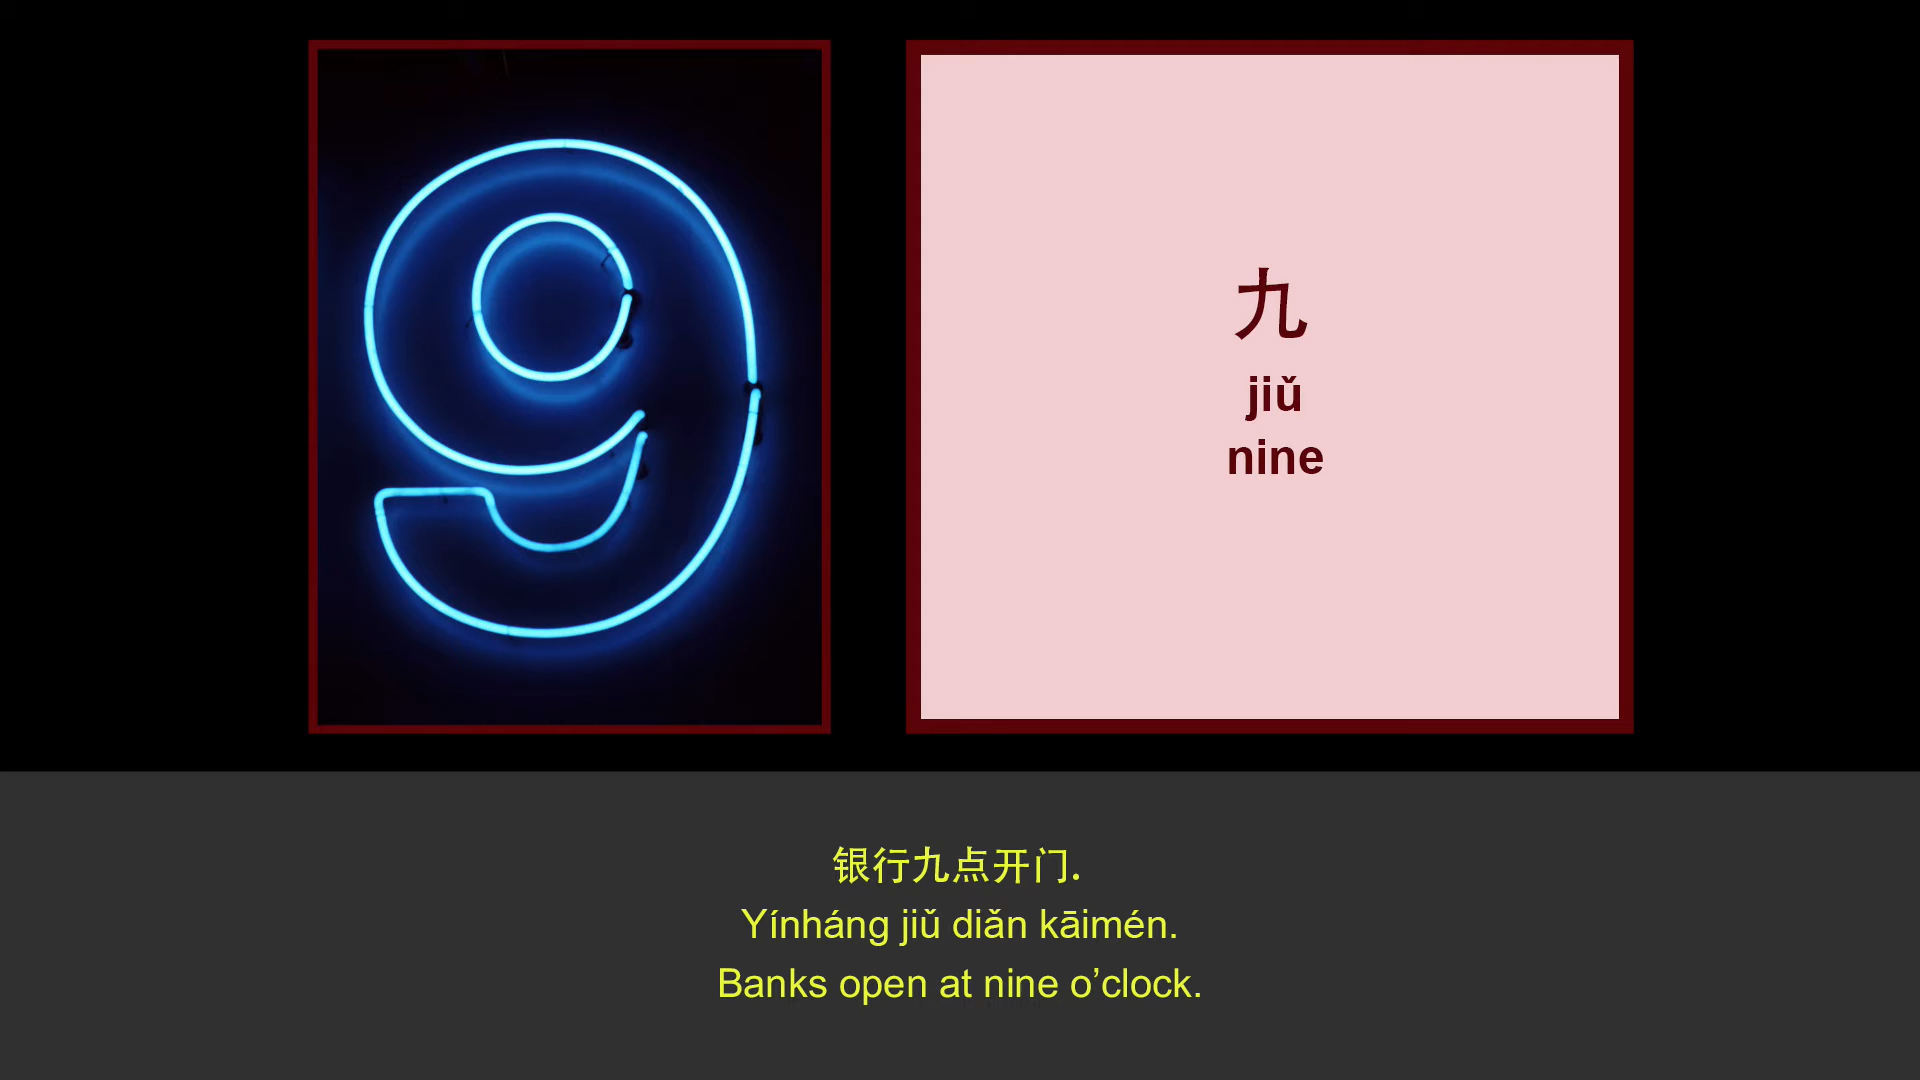 9
九
jiǔ
nine
银行九点开门.
Yínháng jiǔ diǎn kāimén.
Banks open at nine o’clock.